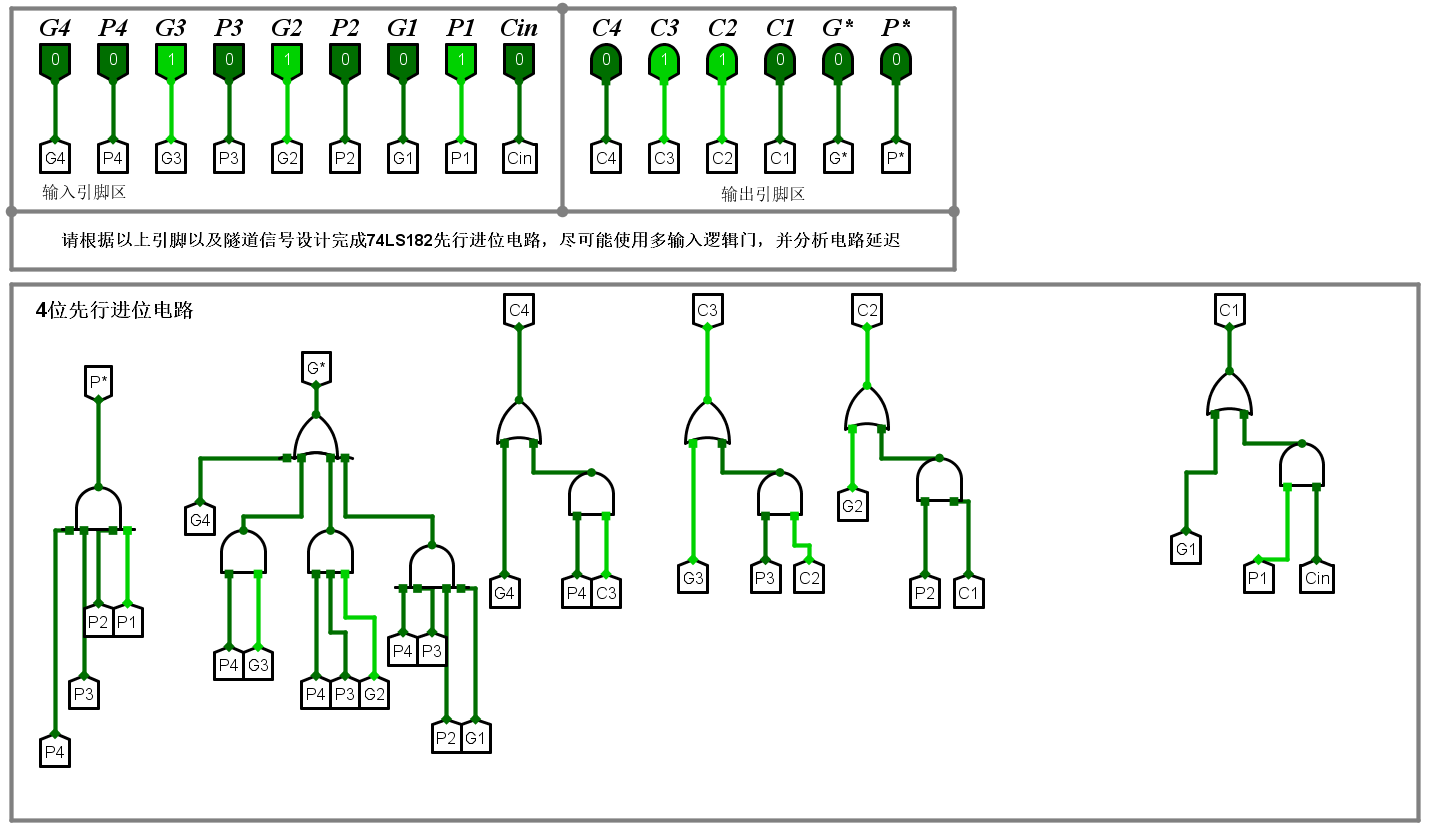 G4 P4 G3 P3 G2 P2 G1 P1 Cin
0 0 1 0 1 0 0 1 0
G4 P4 G3 P3 G2 P2 G1 P1 Cin
输入引脚区
C4 C3 C2 C1 G* P*
0 1 1 0 0 0
C4 C3 C2 C1 G* P*
输出引脚区
请根据以上引脚以及隧道信号设计完成74LS182先行进位电路，尽可能使用多输入逻辑门，并分析电路延迟
4位先行进位电路
P*
P2 P1
P3
P4
G*
G4
P4 G3
P4 P3 G2
P4 P3
P2 G1
C4
G4
P4 C3
C3
G3
P3
C2
C2
G2
P2
C1
C1
G1
P1
Cin